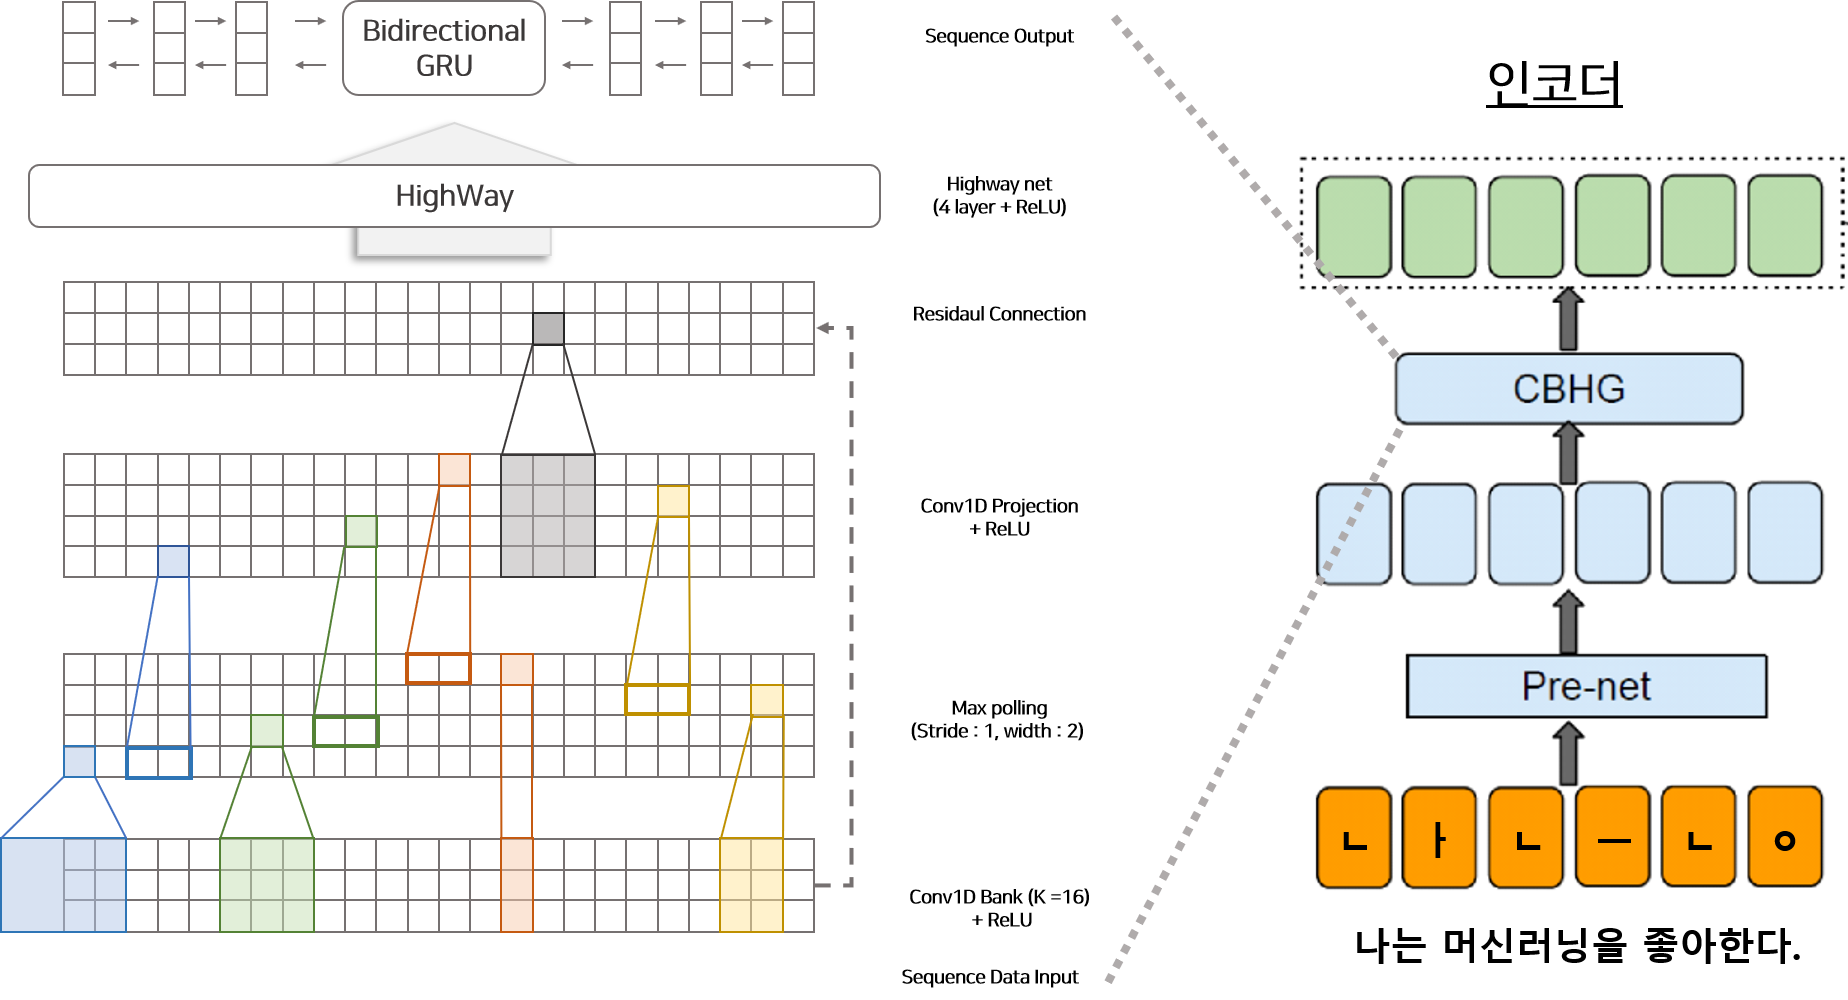 Bidirectional
GRU
Sequence Output
HighWay
Highway net
(4 layer + ReLU)
Residaul Connection
Conv1D Projection
+ ReLU
Max polling
(Stride : 1, width : 2)
Conv1D Bank (K =16)
+ ReLU
Sequence Data Input
인코더
CBHG
Pre-net
ㄴ ㅏ ㄴ ㅡ ㄴ ㅇ
나는 머신러닝을 좋아한다.